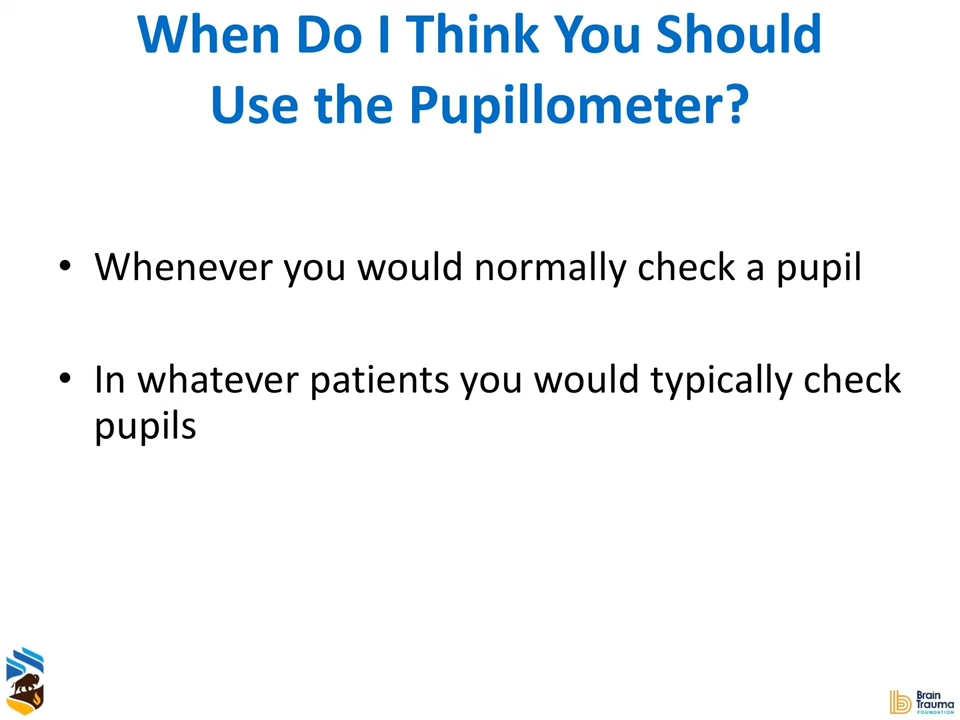 When Do I Think You Should
Use the Pupillometer?
• Whenever you would normally check a pupil
• In whatever patients you would typically check
pupils
Brain
Trauma
FOUNDATION